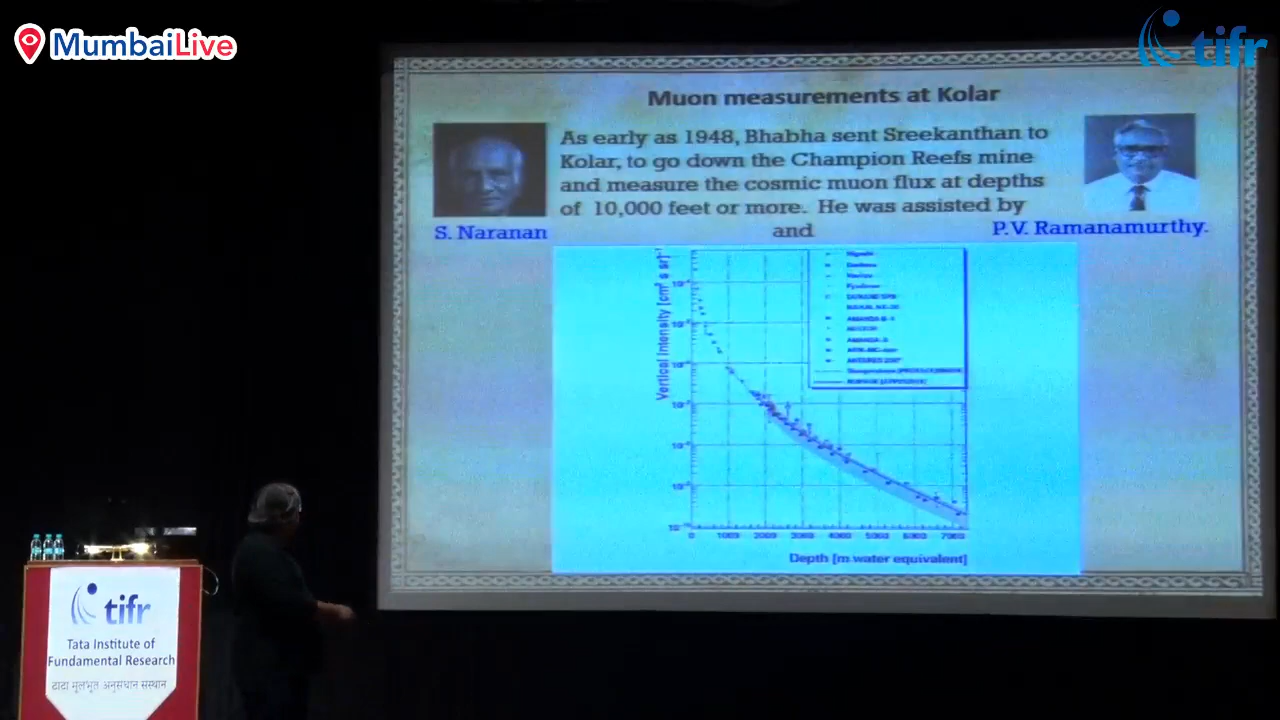 MumbaiLive
tifr
Muon measurements at Kolar
As early as 1948, Bhabha sent Sreekanthan to
Kolar, to go down the Champion Reefs mine
and measure the cosmic muon flux at depths
of 10,000 feet or more. He was assisted by
S. Naranan
and
P.V. Ramanamurthy.
Vertical Intensity [cm² s sr]⁻¹
0 1000 2000 3000 4000 5000 6000 7000
Depth [m water equivalent]
tifr
Tata Institute of
Fundamental Research
टाटा मूलभूत अनुसंधान संस्थान